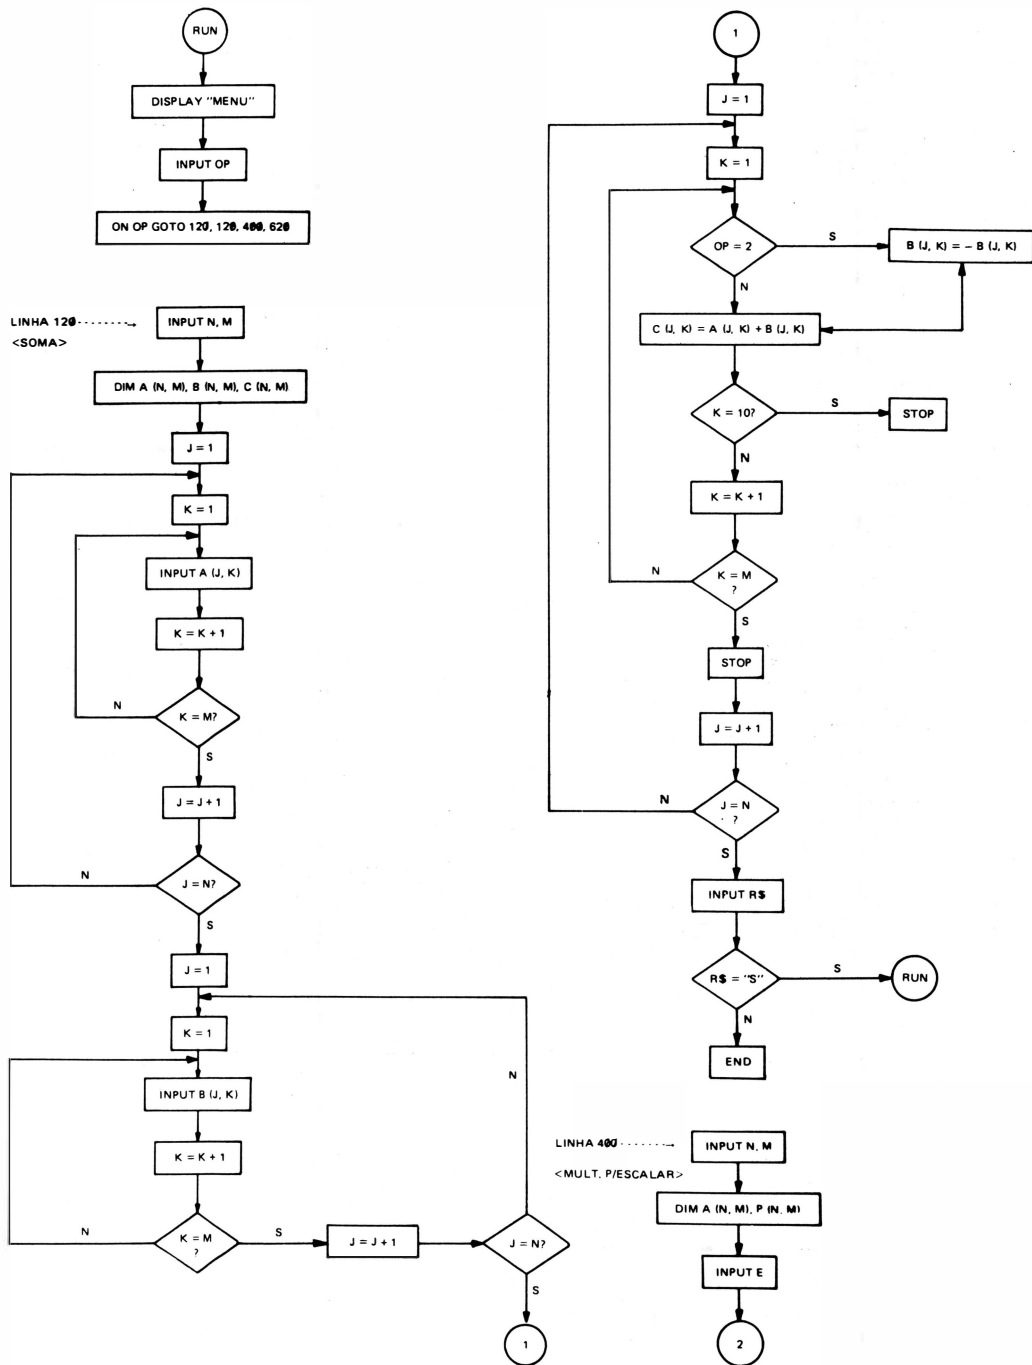 RUN
DISPLAY "MENU"
INPUT OP
ON OP GOTO 120, 120, 400, 620
LINHA 120
<SOMA>
INPUT N, M
DIM A (N, M), B (N, M), C (N, M)
J = 1
K = 1
INPUT A (J, K)
K = K + 1
K = M?
N
S
J = J + 1
J = N?
N
S
J = 1
K = 1
INPUT B (J, K)
K = K + 1
K = M
?
N
S
J = J + 1
J = N?
N
S
1
1
J = 1
K = 1
OP = 2
S
B (J, K) = – B (J, K)
N
C (J, K) = A (J, K) + B (J, K)
K = 10?
S
STOP
N
K = K + 1
K = M
?
N
S
STOP
J = J + 1
J = N
?
N
S
INPUT R$
R$ = "S"
S
RUN
N
END
LINHA 400
<MULT. P/ESCALAR>
INPUT N, M
DIM A (N, M), P (N, M)
INPUT E
2